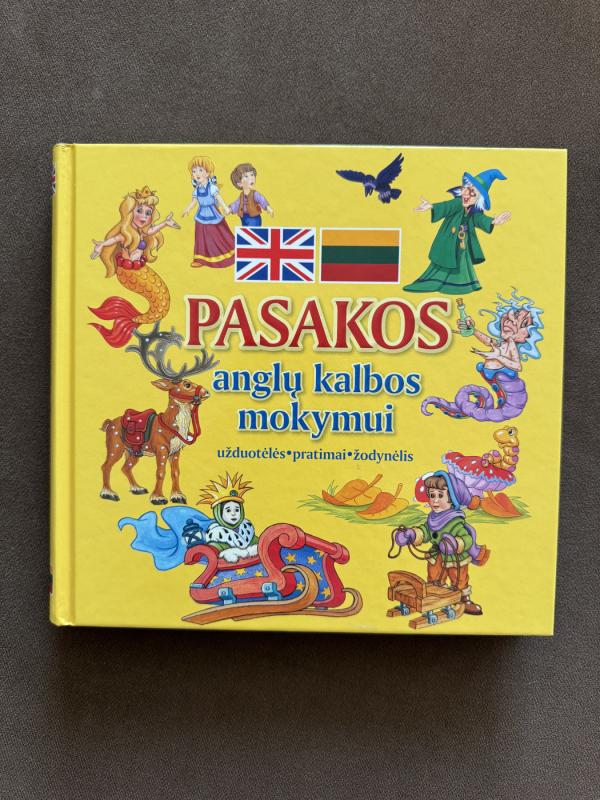 PASAKOS
anglų kalbos
mokymui
užduotėlės•pratimai•žodynėlis